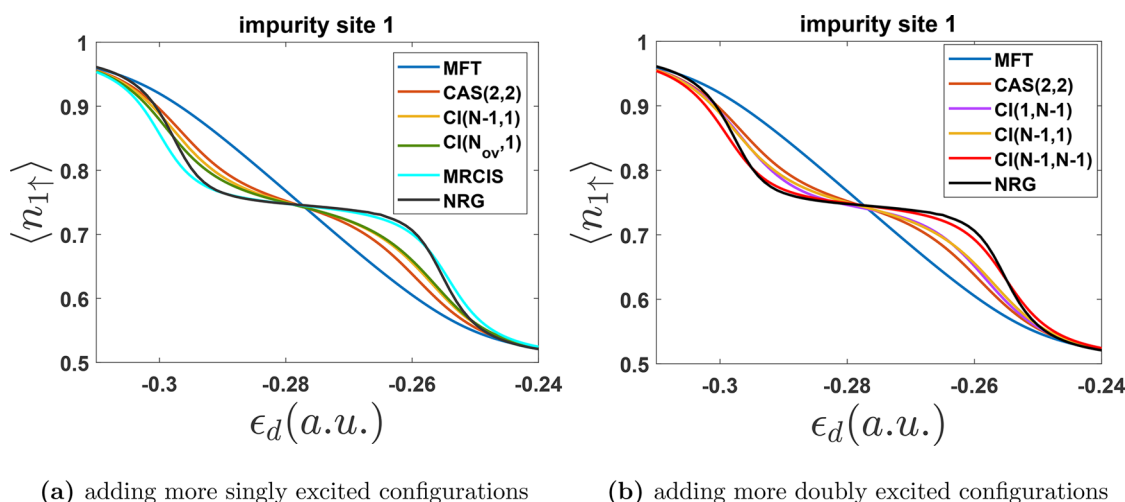 impurity site 1
1
0.9
0.8
0.7
0.6
0.5
-0.3
-0.28
-0.26
-0.24
⟨n1↑⟩
ϵd(a.u.)
MFT
CAS(2,2)
CI(N-1,1)
CI(Nov,1)
MRCIS
NRG
(a) adding more singly excited configurations
impurity site 1
1
0.9
0.8
0.7
0.6
0.5
-0.3
-0.28
-0.26
-0.24
⟨n1↑⟩
ϵd(a.u.)
MFT
CAS(2,2)
CI(1,N-1)
CI(N-1,1)
CI(N-1,N-1)
NRG
(b) adding more doubly excited configurations